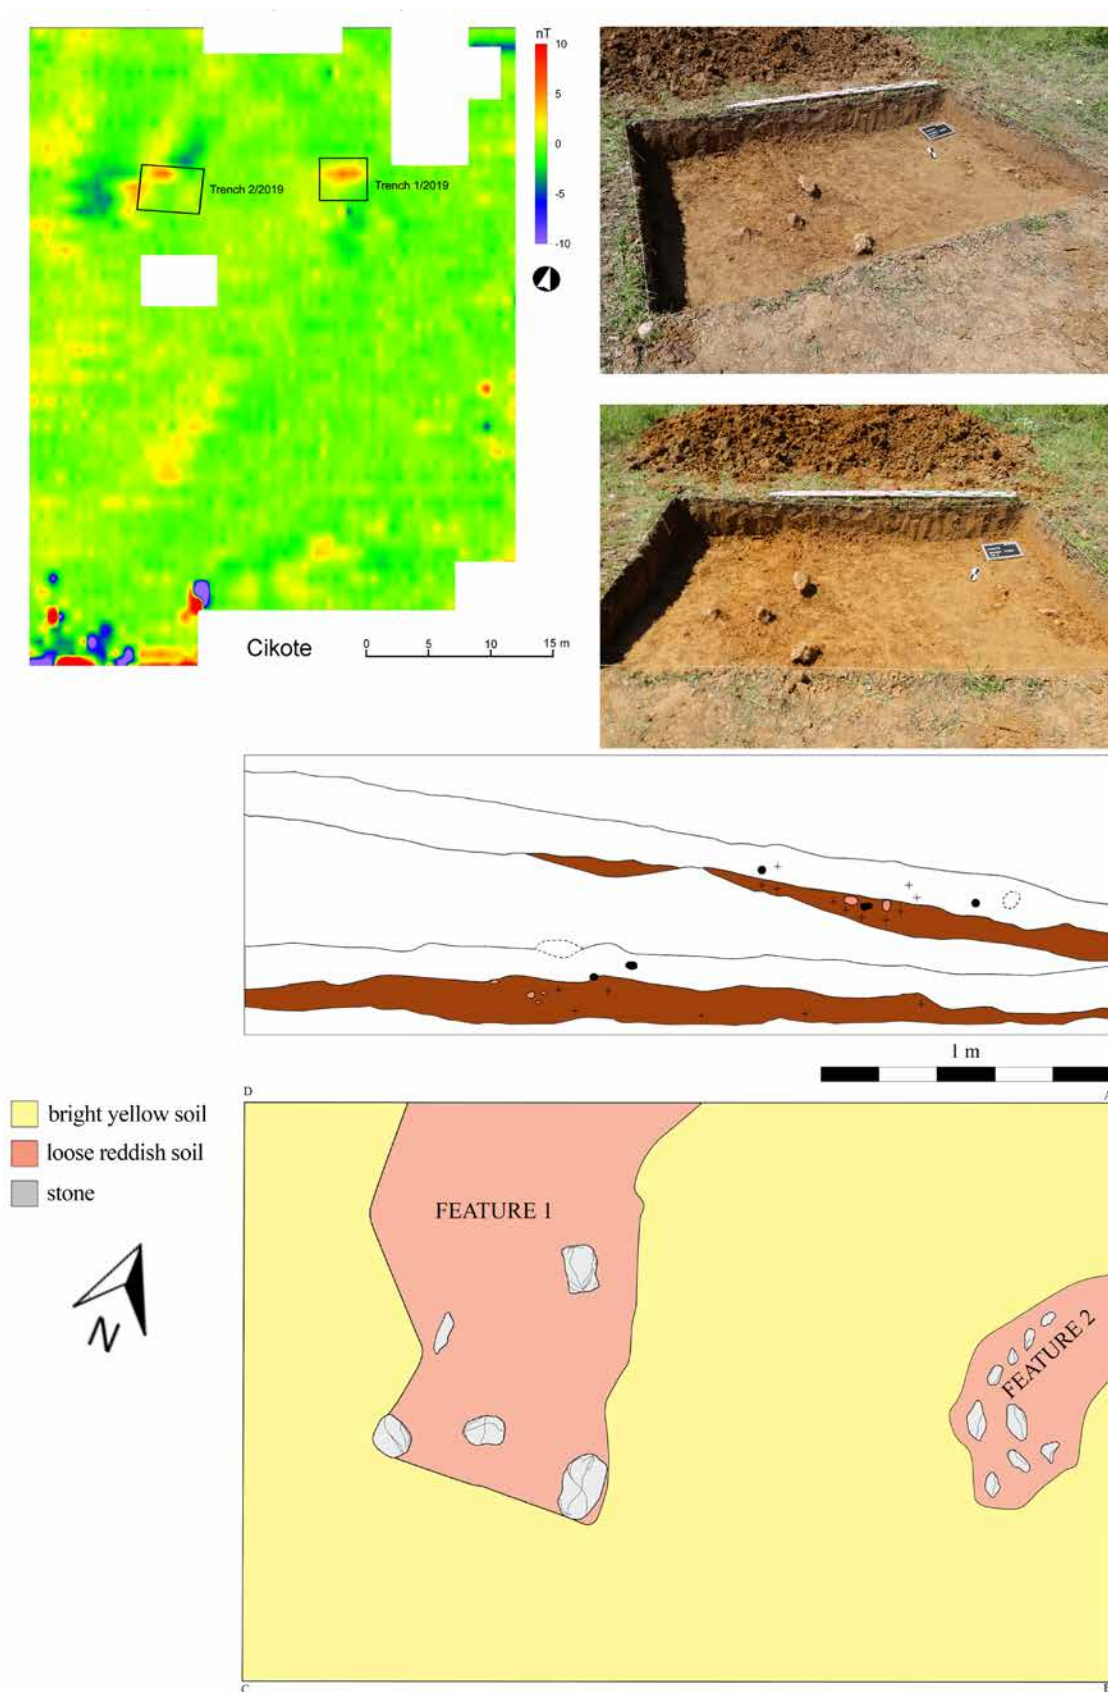 nT
10
5
0
-5
-10
Trench 2/2019
Trench 1/2019
Cikote
0 5 10 15 m
1 m
D
bright yellow soil
loose reddish soil
stone
FEATURE 1
FEATURE 2
N
C